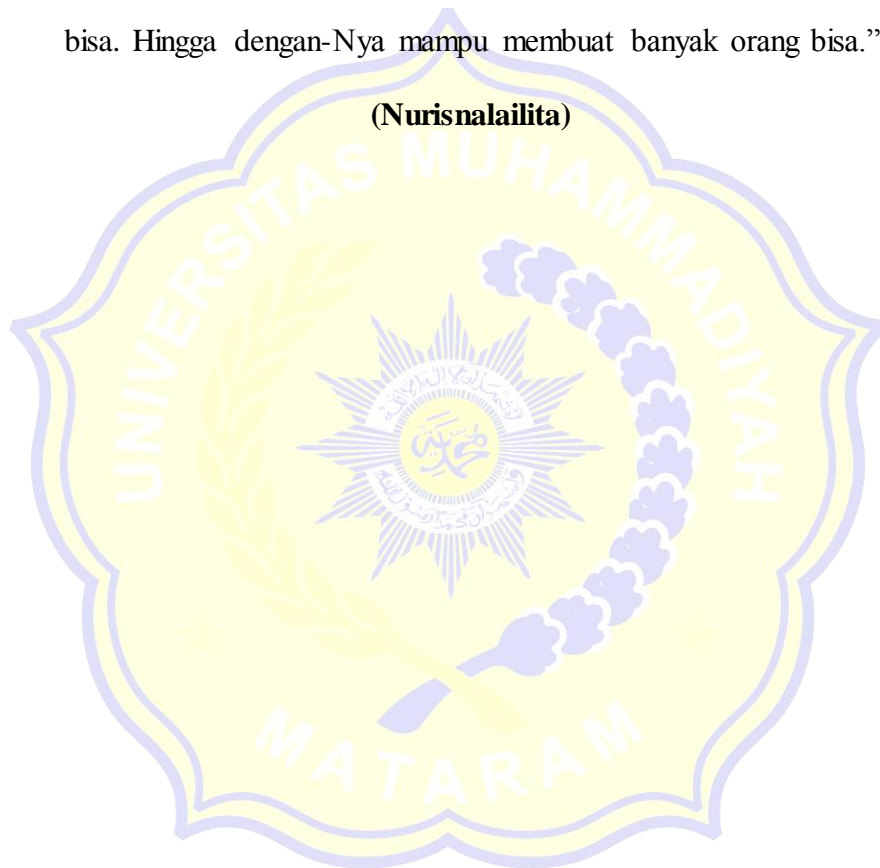 bisa. Hingga dengan-Nya mampu membuat banyak orang bisa.”
(Nurisnalailita)
UNIVERSITAS MUHAMMADIYAH
MATARAM